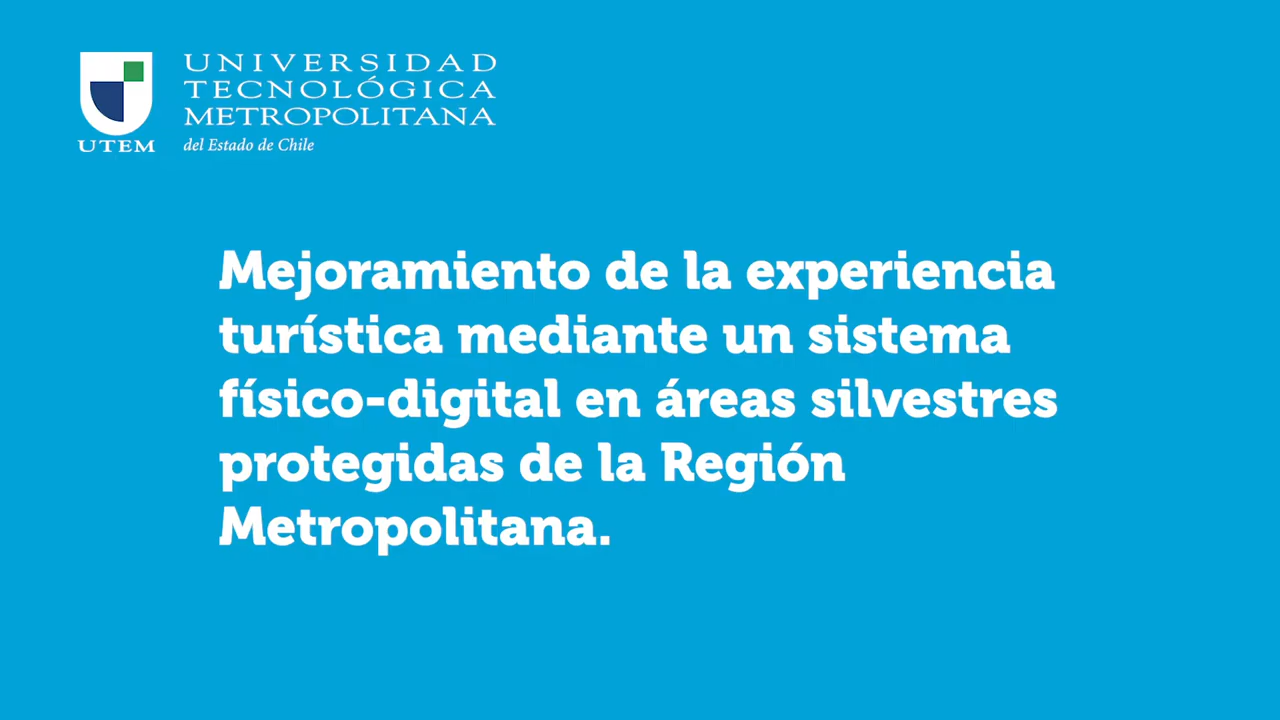 UNIVERSIDAD
TECNOLÓGICA
METROPOLITANA
del Estado de Chile
UTEM
Mejoramiento de la experiencia
turística mediante un sistema
físico-digital en áreas silvestres
protegidas de la Región
Metropolitana.